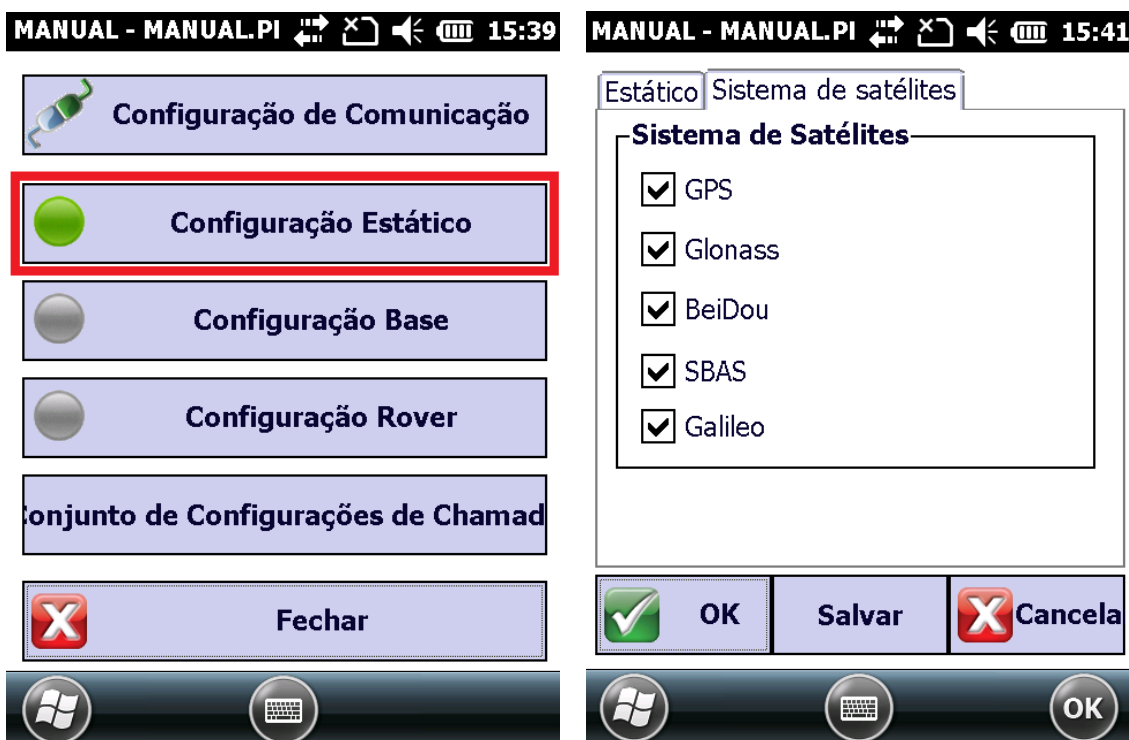 MANUAL - MANUAL.PI 15:39
Configuração de Comunicação
Configuração Estático
Configuração Base
Configuração Rover
onjunto de Configurações de Chamad
Fechar
MANUAL - MANUAL.PI 15:41
Estático Sistema de satélites
Sistema de Satélites
GPS
Glonass
BeiDou
SBAS
Galileo
OK Salvar Cancela
OK